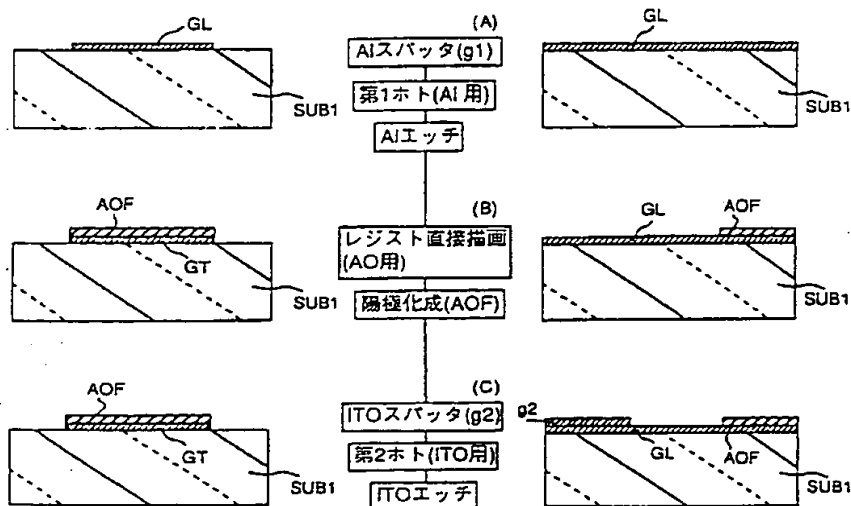 GL
SUB1
(A)
Alスパッタ(g1)
第1ホト(Al用)
Alエッチ
GL
SUB1
AOF
GT
SUB1
(B)
レジスト直接描画
(AO用)
陽極化成(AOF)
GL
AOF
SUB1
AOF
GT
SUB1
(C)
ITOスパッタ(g2)
第2ホト(ITO用)
ITOエッチ
g2
GL
AOF
SUB1